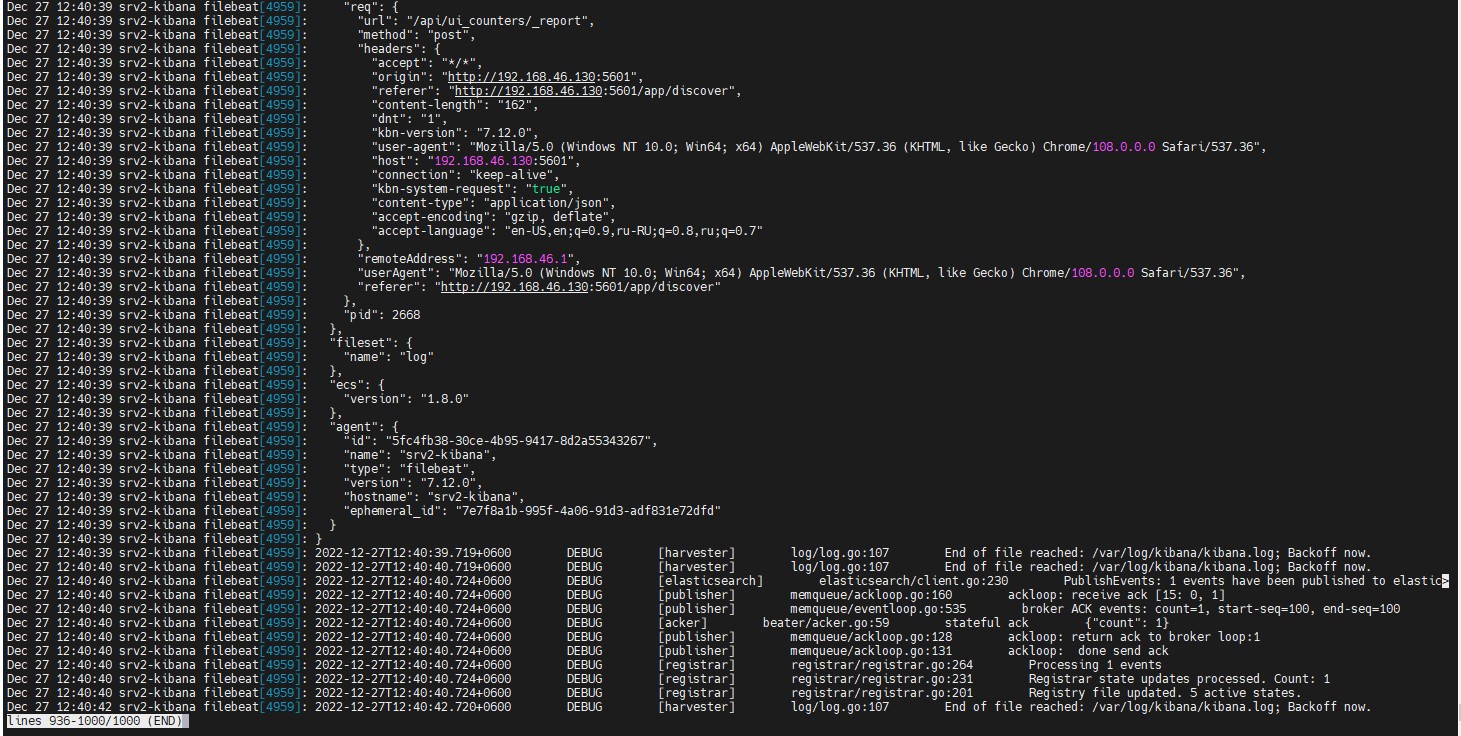 Dec 27 12:40:39 srv2-kibana filebeat[4959]:     "req": {
Dec 27 12:40:39 srv2-kibana filebeat[4959]:       "url": "/api/ui_counters/_report",
Dec 27 12:40:39 srv2-kibana filebeat[4959]:       "method": "post",
Dec 27 12:40:39 srv2-kibana filebeat[4959]:       "headers": {
Dec 27 12:40:39 srv2-kibana filebeat[4959]:         "accept": "*/*",
Dec 27 12:40:39 srv2-kibana filebeat[4959]:         "origin": "http://192.168.46.130:5601",
Dec 27 12:40:39 srv2-kibana filebeat[4959]:         "referer": "http://192.168.46.130:5601/app/discover",
Dec 27 12:40:39 srv2-kibana filebeat[4959]:         "content-length": "162",
Dec 27 12:40:39 srv2-kibana filebeat[4959]:         "dnt": "1",
Dec 27 12:40:39 srv2-kibana filebeat[4959]:         "kbn-version": "7.12.0",
Dec 27 12:40:39 srv2-kibana filebeat[4959]:         "user-agent": "Mozilla/5.0 (Windows NT 10.0; Win64; x64) AppleWebKit/537.36 (KHTML, like Gecko) Chrome/108.0.0.0 Safari/537.36",
Dec 27 12:40:39 srv2-kibana filebeat[4959]:         "host": "192.168.46.130:5601",
Dec 27 12:40:39 srv2-kibana filebeat[4959]:         "connection": "keep-alive",
Dec 27 12:40:39 srv2-kibana filebeat[4959]:         "kbn-system-request": "true",
Dec 27 12:40:39 srv2-kibana filebeat[4959]:         "content-type": "application/json",
Dec 27 12:40:39 srv2-kibana filebeat[4959]:         "accept-encoding": "gzip, deflate",
Dec 27 12:40:39 srv2-kibana filebeat[4959]:         "accept-language": "en-US,en;q=0.9,ru-RU;q=0.8,ru;q=0.7"
Dec 27 12:40:39 srv2-kibana filebeat[4959]:       },
Dec 27 12:40:39 srv2-kibana filebeat[4959]:       "remoteAddress": "192.168.46.1",
Dec 27 12:40:39 srv2-kibana filebeat[4959]:       "userAgent": "Mozilla/5.0 (Windows NT 10.0; Win64; x64) AppleWebKit/537.36 (KHTML, like Gecko) Chrome/108.0.0.0 Safari/537.36",
Dec 27 12:40:39 srv2-kibana filebeat[4959]:       "referer": "http://192.168.46.130:5601/app/discover"
Dec 27 12:40:39 srv2-kibana filebeat[4959]:     },
Dec 27 12:40:39 srv2-kibana filebeat[4959]:     "pid": 2668
Dec 27 12:40:39 srv2-kibana filebeat[4959]:   },
Dec 27 12:40:39 srv2-kibana filebeat[4959]:   "fileset": {
Dec 27 12:40:39 srv2-kibana filebeat[4959]:     "name": "log"
Dec 27 12:40:39 srv2-kibana filebeat[4959]:   },
Dec 27 12:40:39 srv2-kibana filebeat[4959]:   "ecs": {
Dec 27 12:40:39 srv2-kibana filebeat[4959]:     "version": "1.8.0"
Dec 27 12:40:39 srv2-kibana filebeat[4959]:   },
Dec 27 12:40:39 srv2-kibana filebeat[4959]:   "agent": {
Dec 27 12:40:39 srv2-kibana filebeat[4959]:     "id": "5fc4fb38-30ce-4b95-9417-8d2a55343267",
Dec 27 12:40:39 srv2-kibana filebeat[4959]:     "name": "srv2-kibana",
Dec 27 12:40:39 srv2-kibana filebeat[4959]:     "type": "filebeat",
Dec 27 12:40:39 srv2-kibana filebeat[4959]:     "version": "7.12.0",
Dec 27 12:40:39 srv2-kibana filebeat[4959]:     "hostname": "srv2-kibana",
Dec 27 12:40:39 srv2-kibana filebeat[4959]:     "ephemeral_id": "7e7f8a1b-995f-4a06-91d3-adf831e72dfd"
Dec 27 12:40:39 srv2-kibana filebeat[4959]:   }
Dec 27 12:40:39 srv2-kibana filebeat[4959]: }
Dec 27 12:40:39 srv2-kibana filebeat[4959]: 2022-12-27T12:40:39.719+0600        DEBUG        [harvester]        log/log.go:107        End of file reached: /var/log/kibana/kibana.log; Backoff now.
Dec 27 12:40:40 srv2-kibana filebeat[4959]: 2022-12-27T12:40:40.719+0600        DEBUG        [harvester]        log/log.go:107        End of file reached: /var/log/kibana/kibana.log; Backoff now.
Dec 27 12:40:40 srv2-kibana filebeat[4959]: 2022-12-27T12:40:40.724+0600        DEBUG        [elasticsearch]        elasticsearch/client.go:230        PublishEvents: 1 events have been published to elastic>
Dec 27 12:40:40 srv2-kibana filebeat[4959]: 2022-12-27T12:40:40.724+0600        DEBUG        [publisher]        memqueue/ackloop.go:160        ackloop: receive ack [15: 0, 1]
Dec 27 12:40:40 srv2-kibana filebeat[4959]: 2022-12-27T12:40:40.724+0600        DEBUG        [publisher]        memqueue/eventloop.go:535        broker ACK events: count=1, start-seq=100, end-seq=100
Dec 27 12:40:40 srv2-kibana filebeat[4959]: 2022-12-27T12:40:40.724+0600        DEBUG        [acker]        beater/acker.go:59        stateful ack        {"count": 1}
Dec 27 12:40:40 srv2-kibana filebeat[4959]: 2022-12-27T12:40:40.724+0600        DEBUG        [publisher]        memqueue/ackloop.go:128        ackloop: return ack to broker loop:1
Dec 27 12:40:40 srv2-kibana filebeat[4959]: 2022-12-27T12:40:40.724+0600        DEBUG        [publisher]        memqueue/ackloop.go:131        ackloop:  done send ack
Dec 27 12:40:40 srv2-kibana filebeat[4959]: 2022-12-27T12:40:40.724+0600        DEBUG        [registrar]        registrar/registrar.go:264        Processing 1 events
Dec 27 12:40:40 srv2-kibana filebeat[4959]: 2022-12-27T12:40:40.724+0600        DEBUG        [registrar]        registrar/registrar.go:231        Registrar state updates processed. Count: 1
Dec 27 12:40:40 srv2-kibana filebeat[4959]: 2022-12-27T12:40:40.724+0600        DEBUG        [registrar]        registrar/registrar.go:201        Registry file updated. 5 active states.
Dec 27 12:40:42 srv2-kibana filebeat[4959]: 2022-12-27T12:40:42.720+0600        DEBUG        [harvester]        log/log.go:107        End of file reached: /var/log/kibana/kibana.log; Backoff now.
lines 936-1000/1000 (END)